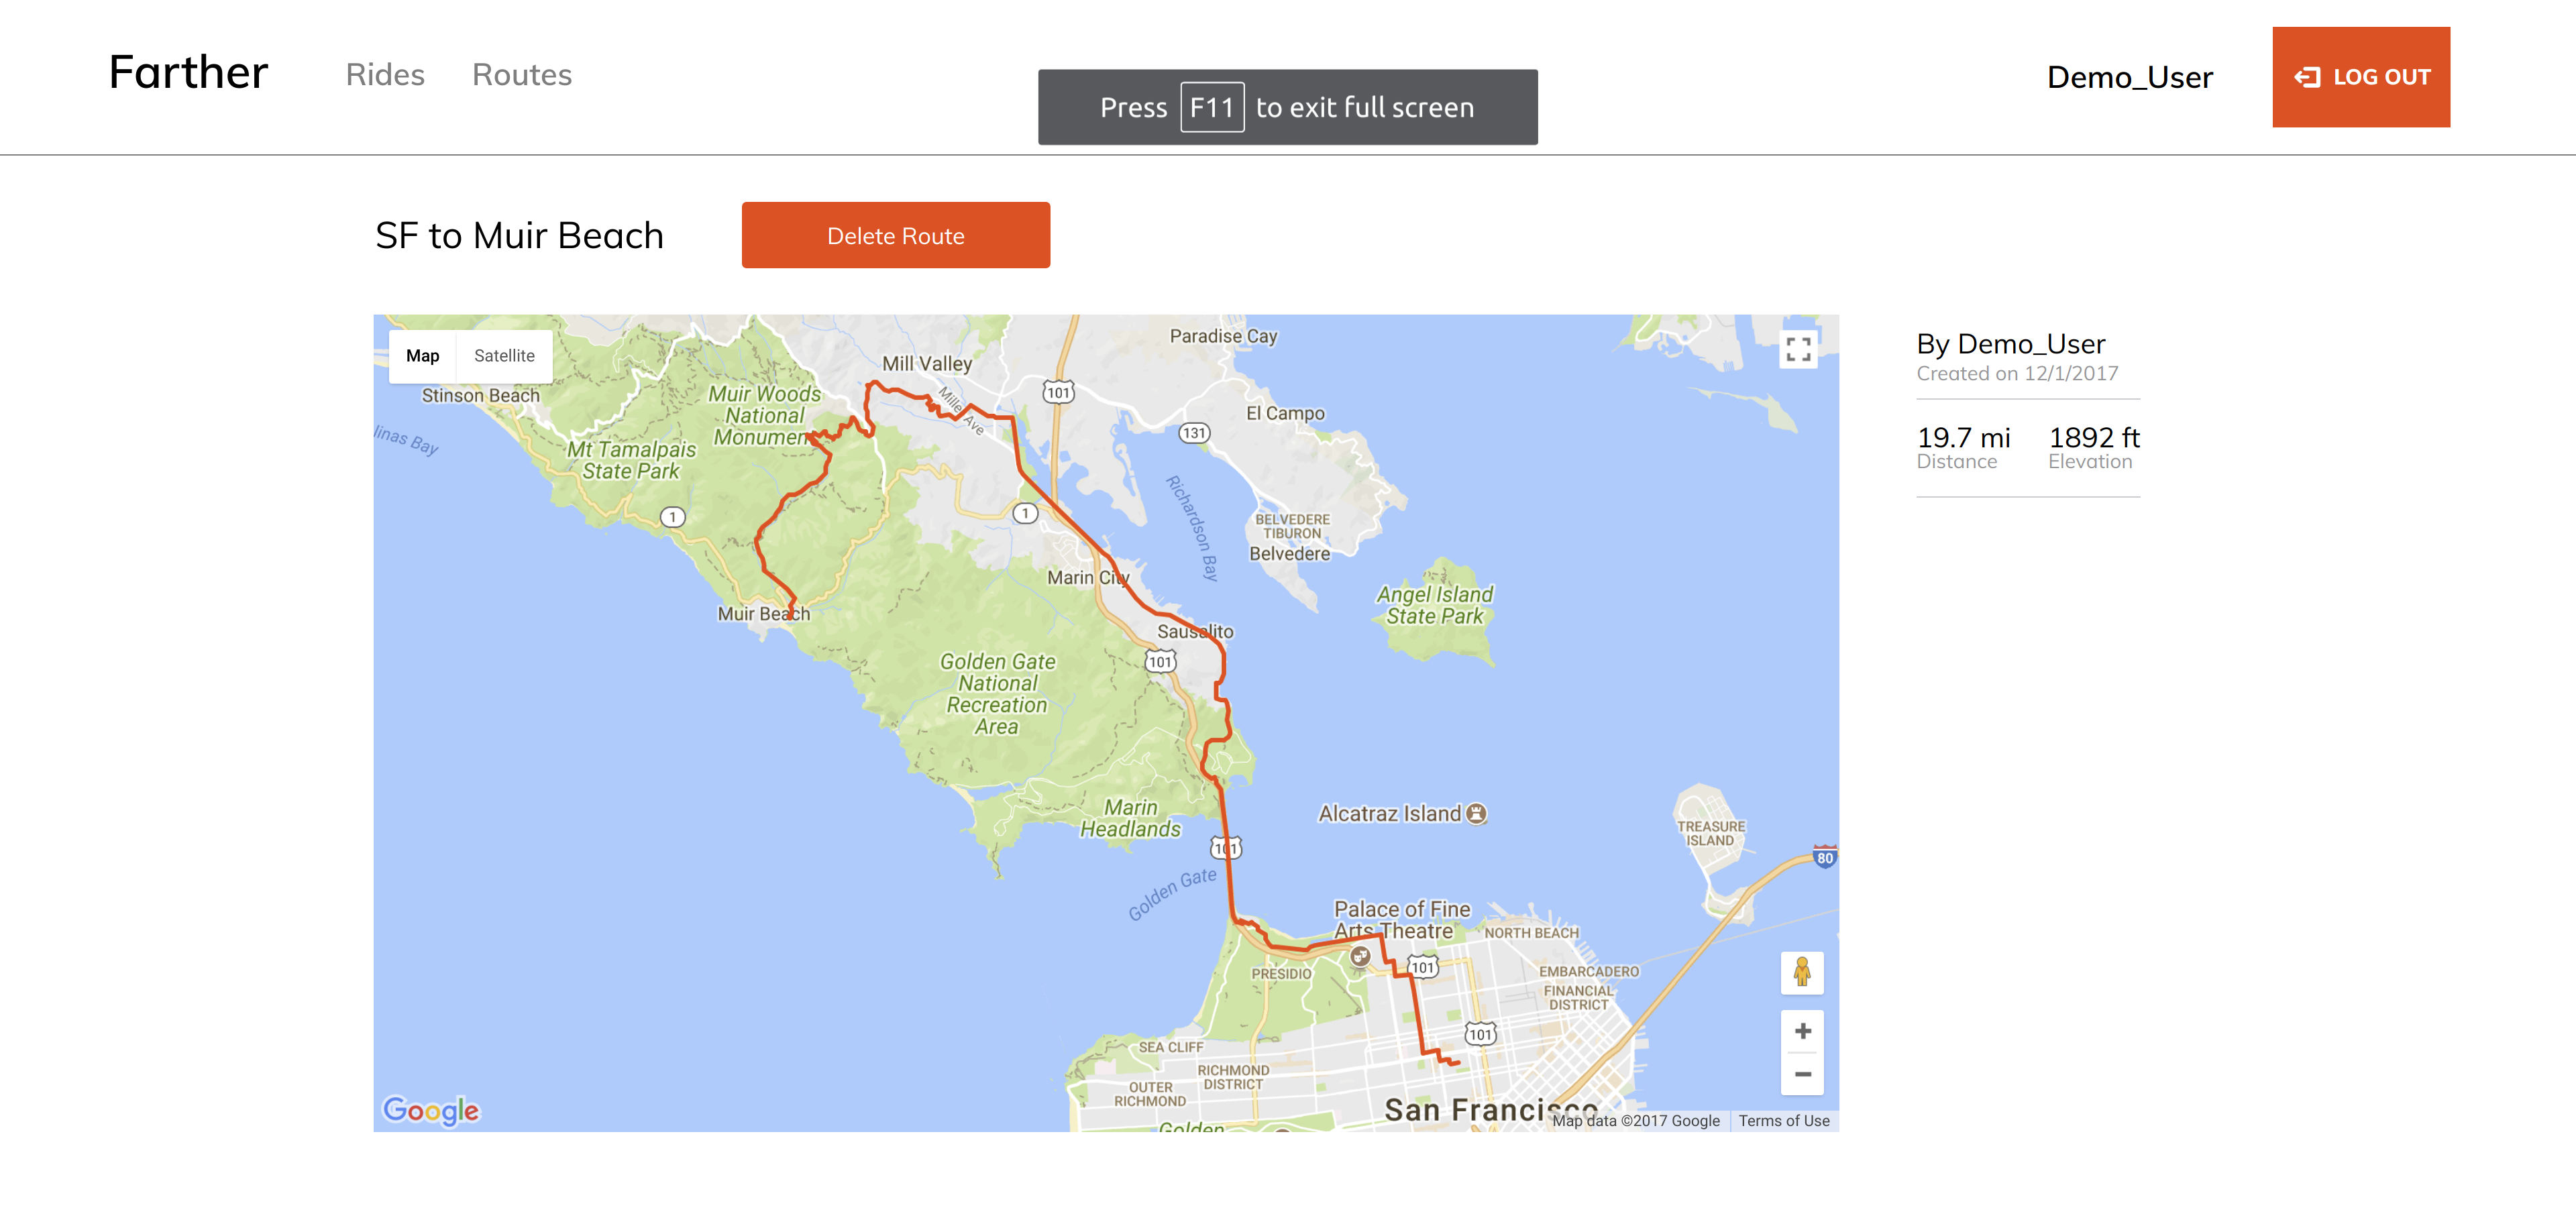 Farther
Rides
Routes
Press F11 to exit full screen
Demo_User
LOG OUT
SF to Muir Beach
Delete Route
Map
Satellite
Paradise Cay
Mill Valley
Stinson Beach
Muir Woods
National
Monument
101
Mille Ave
El Campo
131
linas Bay
Mt Tamalpais
State Park
1
1
Richardson Bay
BELVEDERE
TIBURON
Belvedere
Marin City
Angel Island
State Park
Muir Beach
Sausalito
101
Golden Gate
National
Recreation
Area
Marin
Headlands
Alcatraz Island
TREASURE
ISLAND
101
80
Golden Gate
Palace of Fine
Arts Theatre
NORTH BEACH
101
PRESIDIO
EMBARCADERO
FINANCIAL
DISTRICT
101
SEA CLIFF
RICHMOND
DISTRICT
OUTER
RICHMOND
San Francisco
Golden
Google
Map data ©2017 Google
Terms of Use
By Demo_User
Created on 12/1/2017
19.7 mi
Distance
1892 ft
Elevation